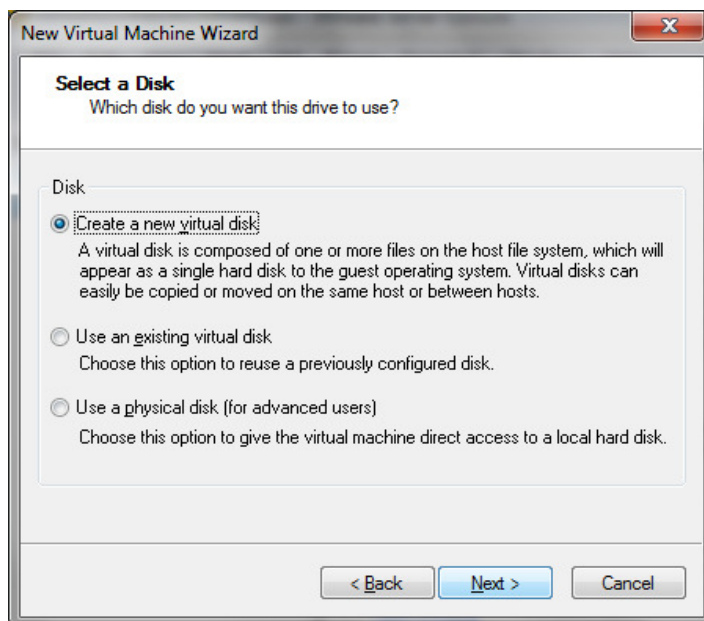 New Virtual Machine Wizard
X
Select a Disk
Which disk do you want this drive to use?
Disk
Create a new virtual disk
A virtual disk is composed of one or more files on the host file system, which will
appear as a single hard disk to the guest operating system. Virtual disks can
easily be copied or moved on the same host or between hosts.
Use an existing virtual disk
Choose this option to reuse a previously configured disk.
Use a physical disk (for advanced users)
Choose this option to give the virtual machine direct access to a local hard disk.
< Back
Next >
Cancel